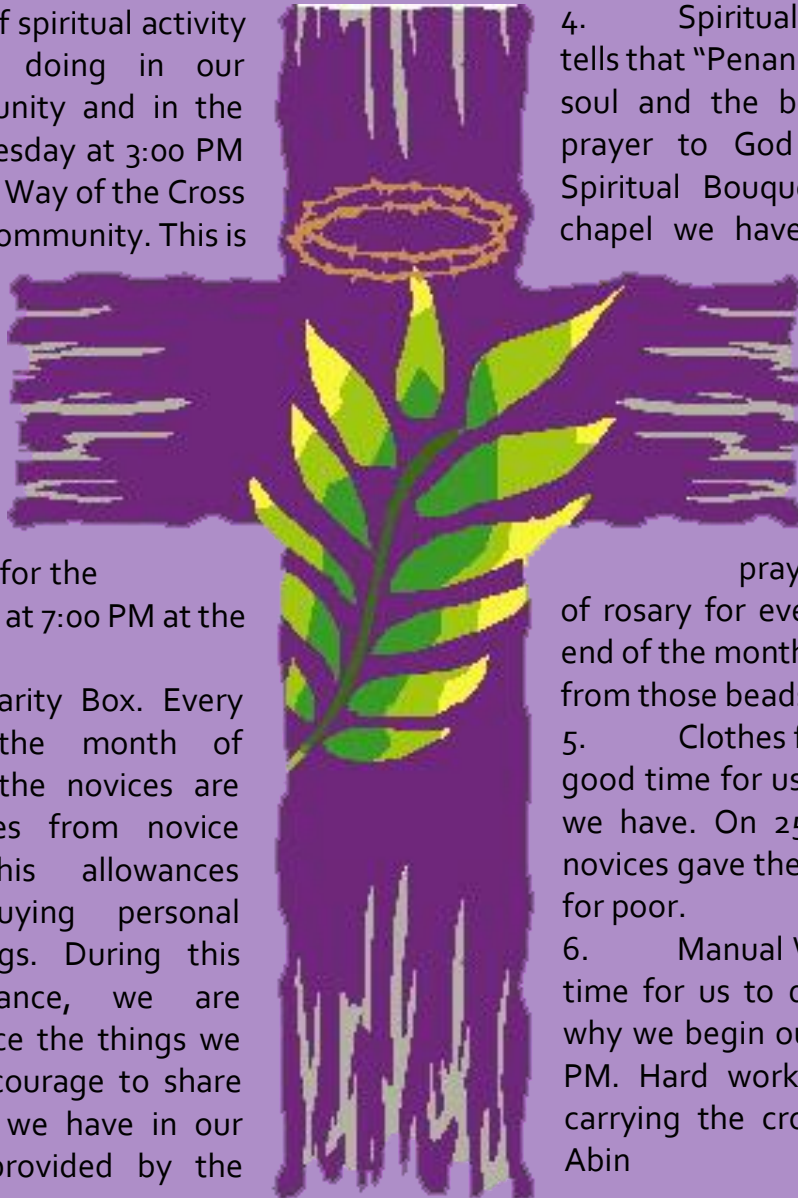 f spiritual activity
doing in our
unity and in the
esday at 3:00 PM
Way of the Cross
ommunity. This is
for the
at 7:00 PM at the
arity Box. Every
the month of
the novices are
es from novice
his allowances
uying personal
gs. During this
ance, we are
ce the things we
courage to share
we have in our
provided by the
4. Spiritual
tells that “Penan
soul and the b
prayer to God
Spiritual Bouqu
chapel we have
pray
of rosary for eve
end of the month
from those bead
5. Clothes f
good time for us
we have. On 25
novices gave the
for poor.
6. Manual
time for us to
why we begin ou
PM. Hard work
carrying the cro
Abin